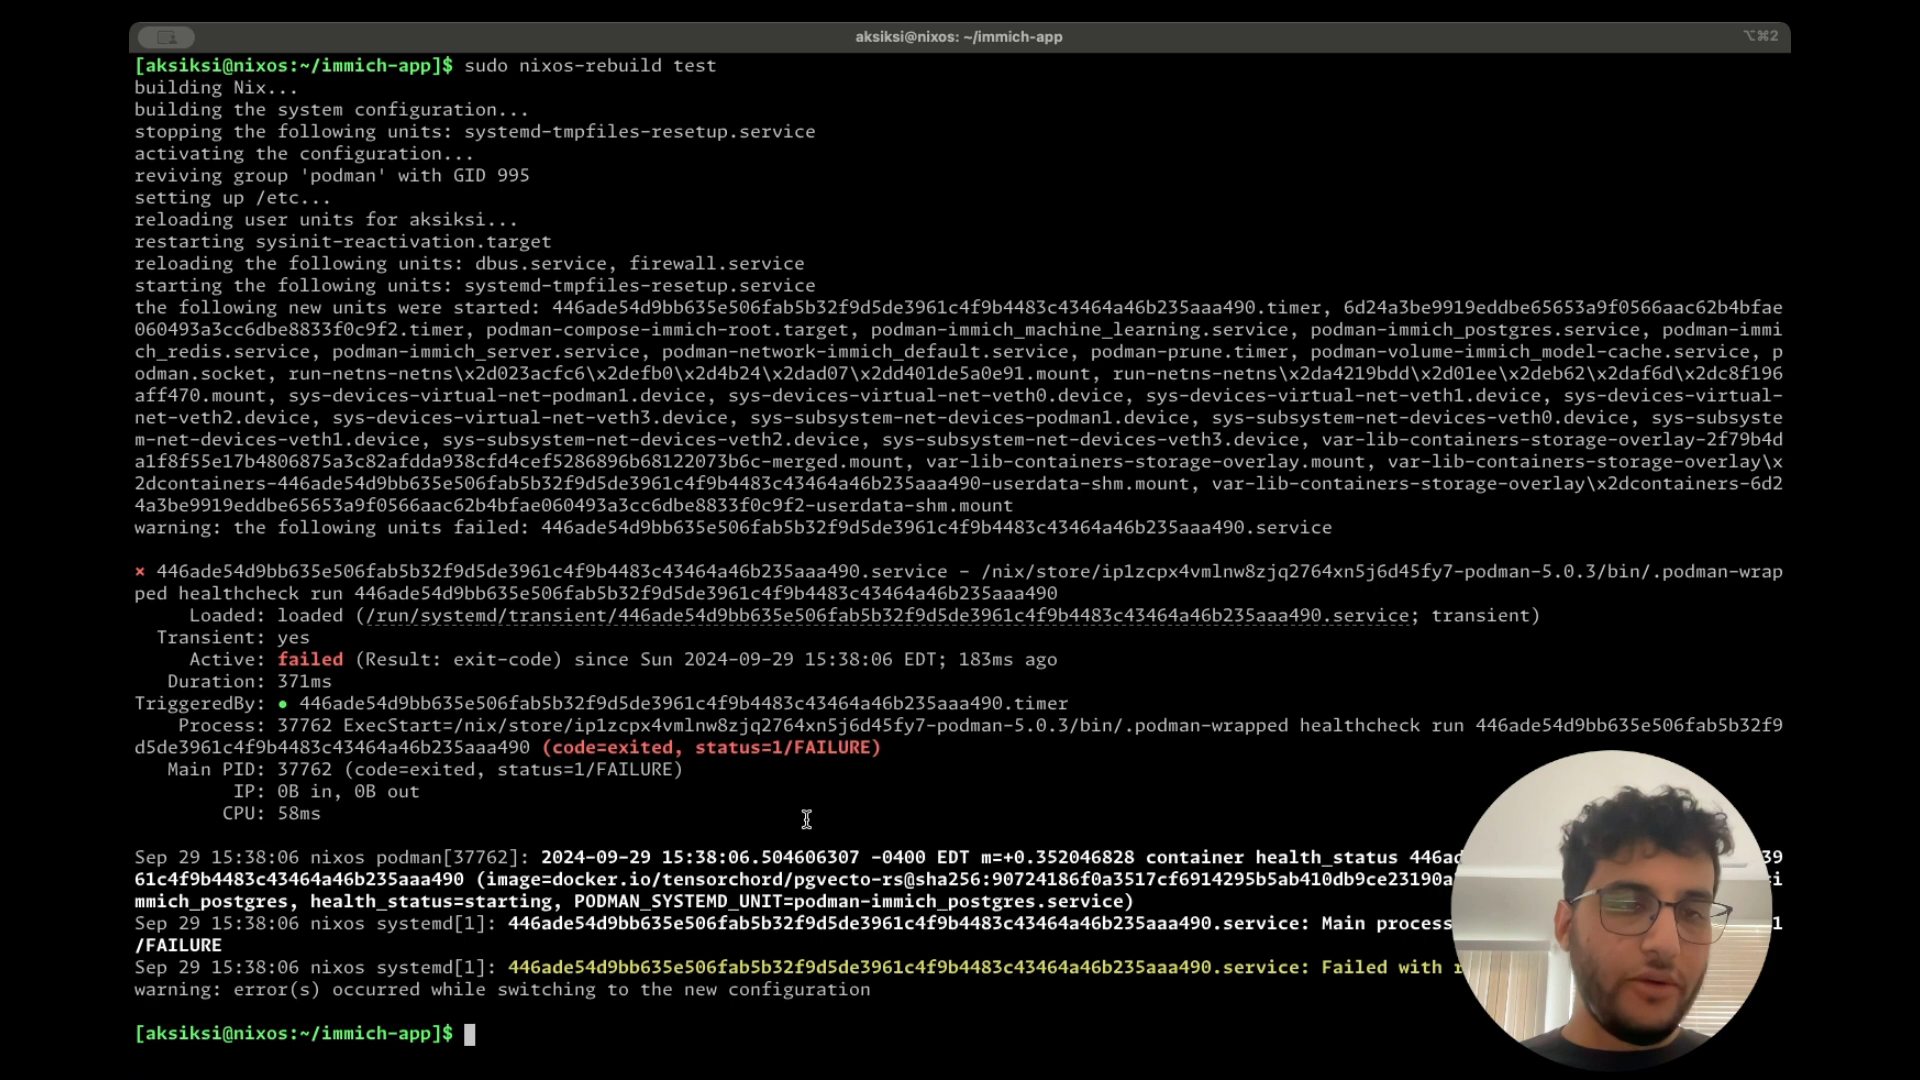 aksiksi@nixos: ~/immich-app
⌥⌘2
[aksiksi@nixos:~/immich-app]$ sudo nixos-rebuild test
building Nix...
building the system configuration...
stopping the following units: systemd-tmpfiles-resetup.service
activating the configuration...
reviving group 'podman' with GID 995
setting up /etc...
reloading user units for aksiksi...
restarting sysinit-reactivation.target
reloading the following units: dbus.service, firewall.service
starting the following units: systemd-tmpfiles-resetup.service
the following new units were started: 446ade54d9bb635e506fab5b32f9d5de3961c4f9b4483c43464a46b235aaa490.timer, 6d24a3be9919eddbe65653a9f0566aac62b4bfae
060493a3cc6dbe8833f0c9f2.timer, podman-compose-immich-root.target, podman-immich_machine_learning.service, podman-immich_postgres.service, podman-immi
ch_redis.service, podman-immich_server.service, podman-network-immich_default.service, podman-prune.timer, podman-volume-immich_model-cache.service, p
odman.socket, run-netns-netns\x2d023acfc6\x2defb0\x2d4b24\x2dad07\x2dd401de5a0e91.mount, run-netns-netns\x2da4219bdd\x2d01ee\x2deb62\x2daf6d\x2dc8f196
aff470.mount, sys-devices-virtual-net-podman1.device, sys-devices-virtual-net-veth0.device, sys-devices-virtual-net-veth1.device, sys-devices-virtual-
net-veth2.device, sys-devices-virtual-net-veth3.device, sys-subsystem-net-devices-podman1.device, sys-subsystem-net-devices-veth0.device, sys-subsyste
m-net-devices-veth1.device, sys-subsystem-net-devices-veth2.device, sys-subsystem-net-devices-veth3.device, var-lib-containers-storage-overlay-2f79b4d
a1f8f55e17b4806875a3c82afdda938cfd4cef5286896b68122073b6c-merged.mount, var-lib-containers-storage-overlay.mount, var-lib-containers-storage-overlay\x
2dcontainers-446ade54d9bb635e506fab5b32f9d5de3961c4f9b4483c43464a46b235aaa490-userdata-shm.mount, var-lib-containers-storage-overlay\x2dcontainers-6d2
4a3be9919eddbe65653a9f0566aac62b4bfae060493a3cc6dbe8833f0c9f2-userdata-shm.mount
warning: the following units failed: 446ade54d9bb635e506fab5b32f9d5de3961c4f9b4483c43464a46b235aaa490.service
× 446ade54d9bb635e506fab5b32f9d5de3961c4f9b4483c43464a46b235aaa490.service - /nix/store/ip1zcpx4vmlnw8zjq2764xn5j6d45fy7-podman-5.0.3/bin/.podman-wrap
ped healthcheck run 446ade54d9bb635e506fab5b32f9d5de3961c4f9b4483c43464a46b235aaa490
Loaded: loaded (/run/systemd/transient/446ade54d9bb635e506fab5b32f9d5de3961c4f9b4483c43464a46b235aaa490.service; transient)
Transient: yes
Active: failed (Result: exit-code) since Sun 2024-09-29 15:38:06 EDT; 183ms ago
Duration: 371ms
TriggeredBy: ● 446ade54d9bb635e506fab5b32f9d5de3961c4f9b4483c43464a46b235aaa490.timer
Process: 37762 ExecStart=/nix/store/ip1zcpx4vmlnw8zjq2764xn5j6d45fy7-podman-5.0.3/bin/.podman-wrapped healthcheck run 446ade54d9bb635e506fab5b32f9
d5de3961c4f9b4483c43464a46b235aaa490 (code=exited, status=1/FAILURE)
Main PID: 37762 (code=exited, status=1/FAILURE)
IP: 0B in, 0B out
CPU: 58ms
Sep 29 15:38:06 nixos podman[37762]: 2024-09-29 15:38:06.504606307 -0400 EDT m=+0.352046828 container health_status 446a 39
61c4f9b4483c43464a46b235aaa490 (image=docker.io/tensorchord/pgvecto-rs@sha256:90724186f0a3517cf6914295b5ab410db9ce23190a i
mmich_postgres, health_status=starting, PODMAN_SYSTEMD_UNIT=podman-immich_postgres.service)
Sep 29 15:38:06 nixos systemd[1]: 446ade54d9bb635e506fab5b32f9d5de3961c4f9b4483c43464a46b235aaa490.service: Main process 1
/FAILURE
Sep 29 15:38:06 nixos systemd[1]: 446ade54d9bb635e506fab5b32f9d5de3961c4f9b4483c43464a46b235aaa490.service: Failed with
warning: error(s) occurred while switching to the new configuration
[aksiksi@nixos:~/immich-app]$